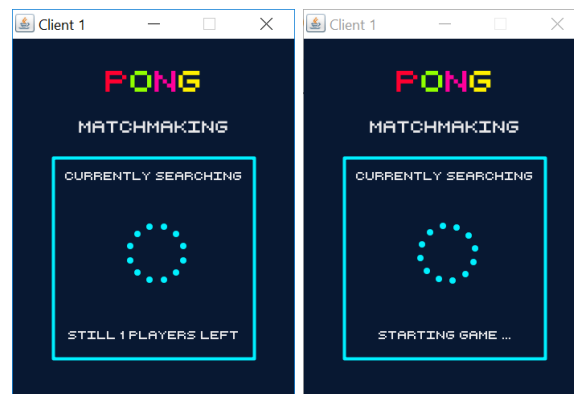 Client 1
PONG
MATCHMAKING
CURRENTLY SEARCHING
STILL 1 PLAYERS LEFT
Client 1
PONG
MATCHMAKING
CURRENTLY SEARCHING
STARTING GAME ...